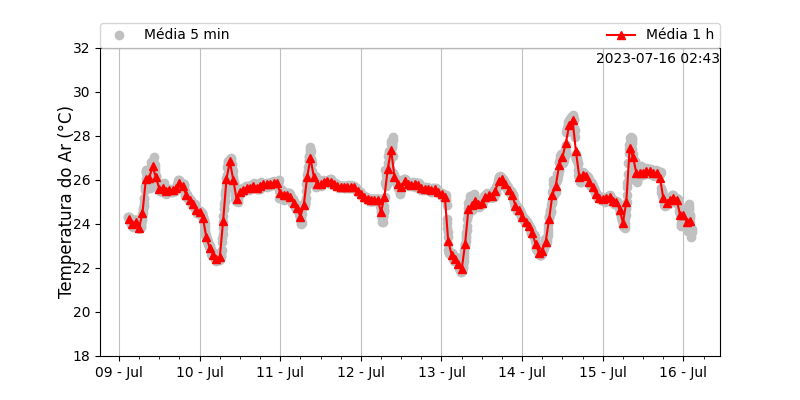 Média 5 min
Média 1 h
2023-07-16 02:43
Temperatura do Ar (°C)
32
30
28
26
24
22
20
18
09 - Jul
10 - Jul
11 - Jul
12 - Jul
13 - Jul
14 - Jul
15 - Jul
16 - Jul